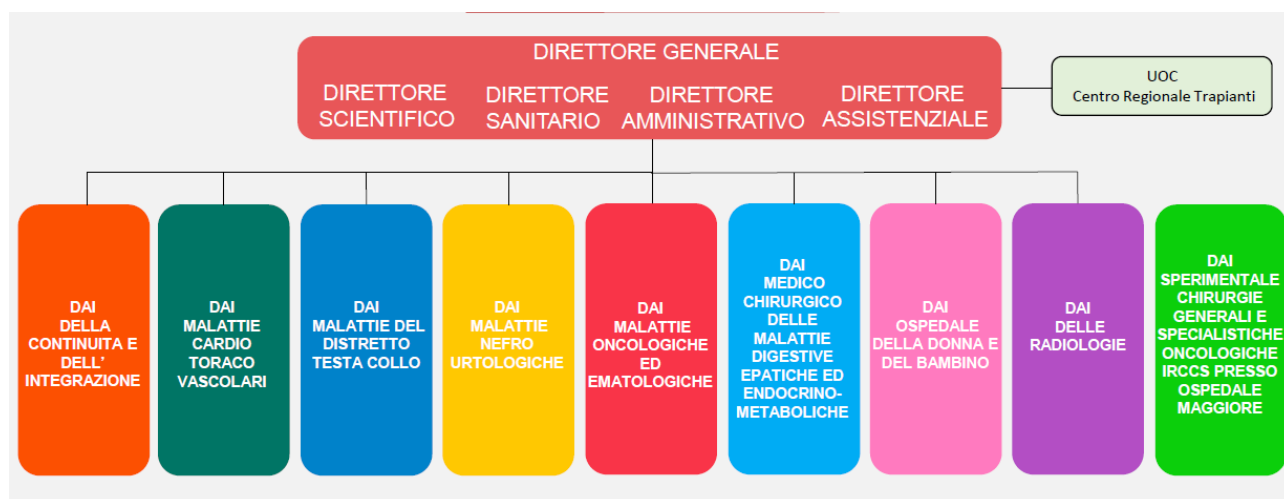 DIRETTORE GENERALE
DIRETTORE
SCIENTIFICO
DIRETTORE
SANITARIO
DIRETTORE
AMMINISTRATIVO
DIRETTORE
ASSISTENZIALE
UOC
Centro Regionale Trapianti
DAI
DELLA
CONTINUITA E
DELL'
INTEGRAZIONE
DAI
MALATTIE
CARDIO
TORACO
VASCOLARI
DAI
MALATTIE DEL
DISTRETTO
TESTA COLLO
DAI
MALATTIE
NEFRO
URTOLOGICHE
DAI
MALATTIE
ONCOLOGICHE
ED
EMATOLOGICHE
DAI
MEDICO
CHIRURGICO
DELLE
MALATTIE
DIGESTIVE
EPATICHE ED
ENDOCRINO-
METABOLICHE
DAI
OSPEDALE
DELLA DONNA E
DEL BAMBINO
DAI
DELLE
RADIOLOGIE
DAI
SPERIMENTALE
CHIRURGIE
GENERALI E
SPECIALISTICHE
ONCOLOGICHE
IRCCS PRESSO
OSPEDALE
MAGGIORE